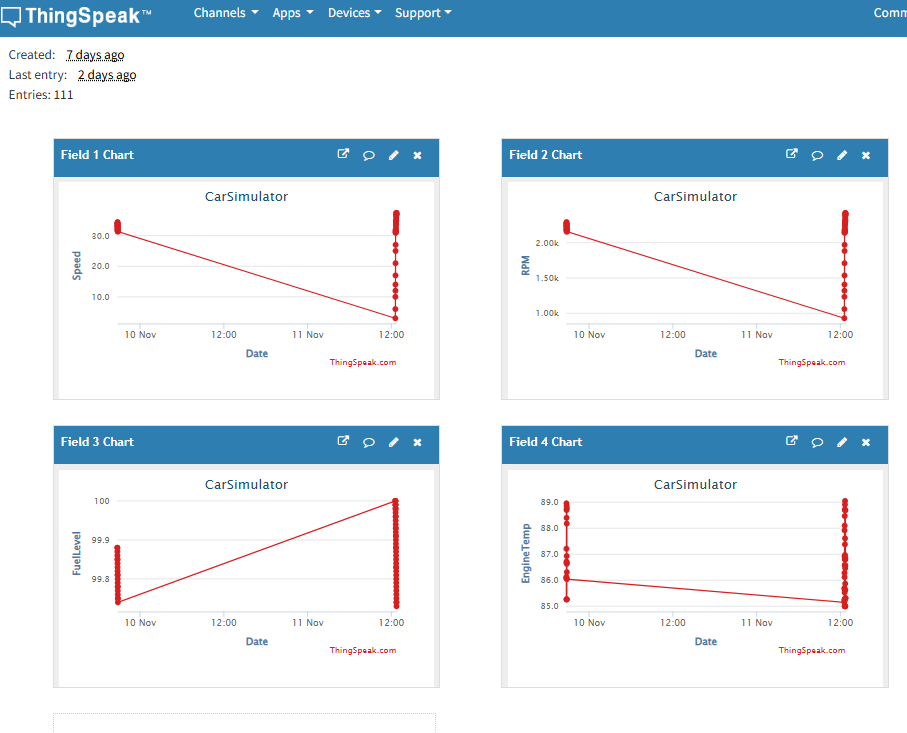 ThingSpeak™ Channels Apps Devices Support Comm
Created: 7 days ago
Last entry: 2 days ago
Entries: 111
Field 1 Chart
CarSimulator
Speed
30.0
20.0
10.0
10 Nov 12:00 11 Nov 12:00
Date
ThingSpeak.com
Field 2 Chart
CarSimulator
RPM
2.00k
1.50k
1.00k
10 Nov 12:00 11 Nov 12:00
Date
ThingSpeak.com
Field 3 Chart
CarSimulator
FuelLevel
100
99.9
99.8
10 Nov 12:00 11 Nov 12:00
Date
ThingSpeak.com
Field 4 Chart
CarSimulator
EngineTemp
89.0
88.0
87.0
86.0
85.0
10 Nov 12:00 11 Nov 12:00
Date
ThingSpeak.com